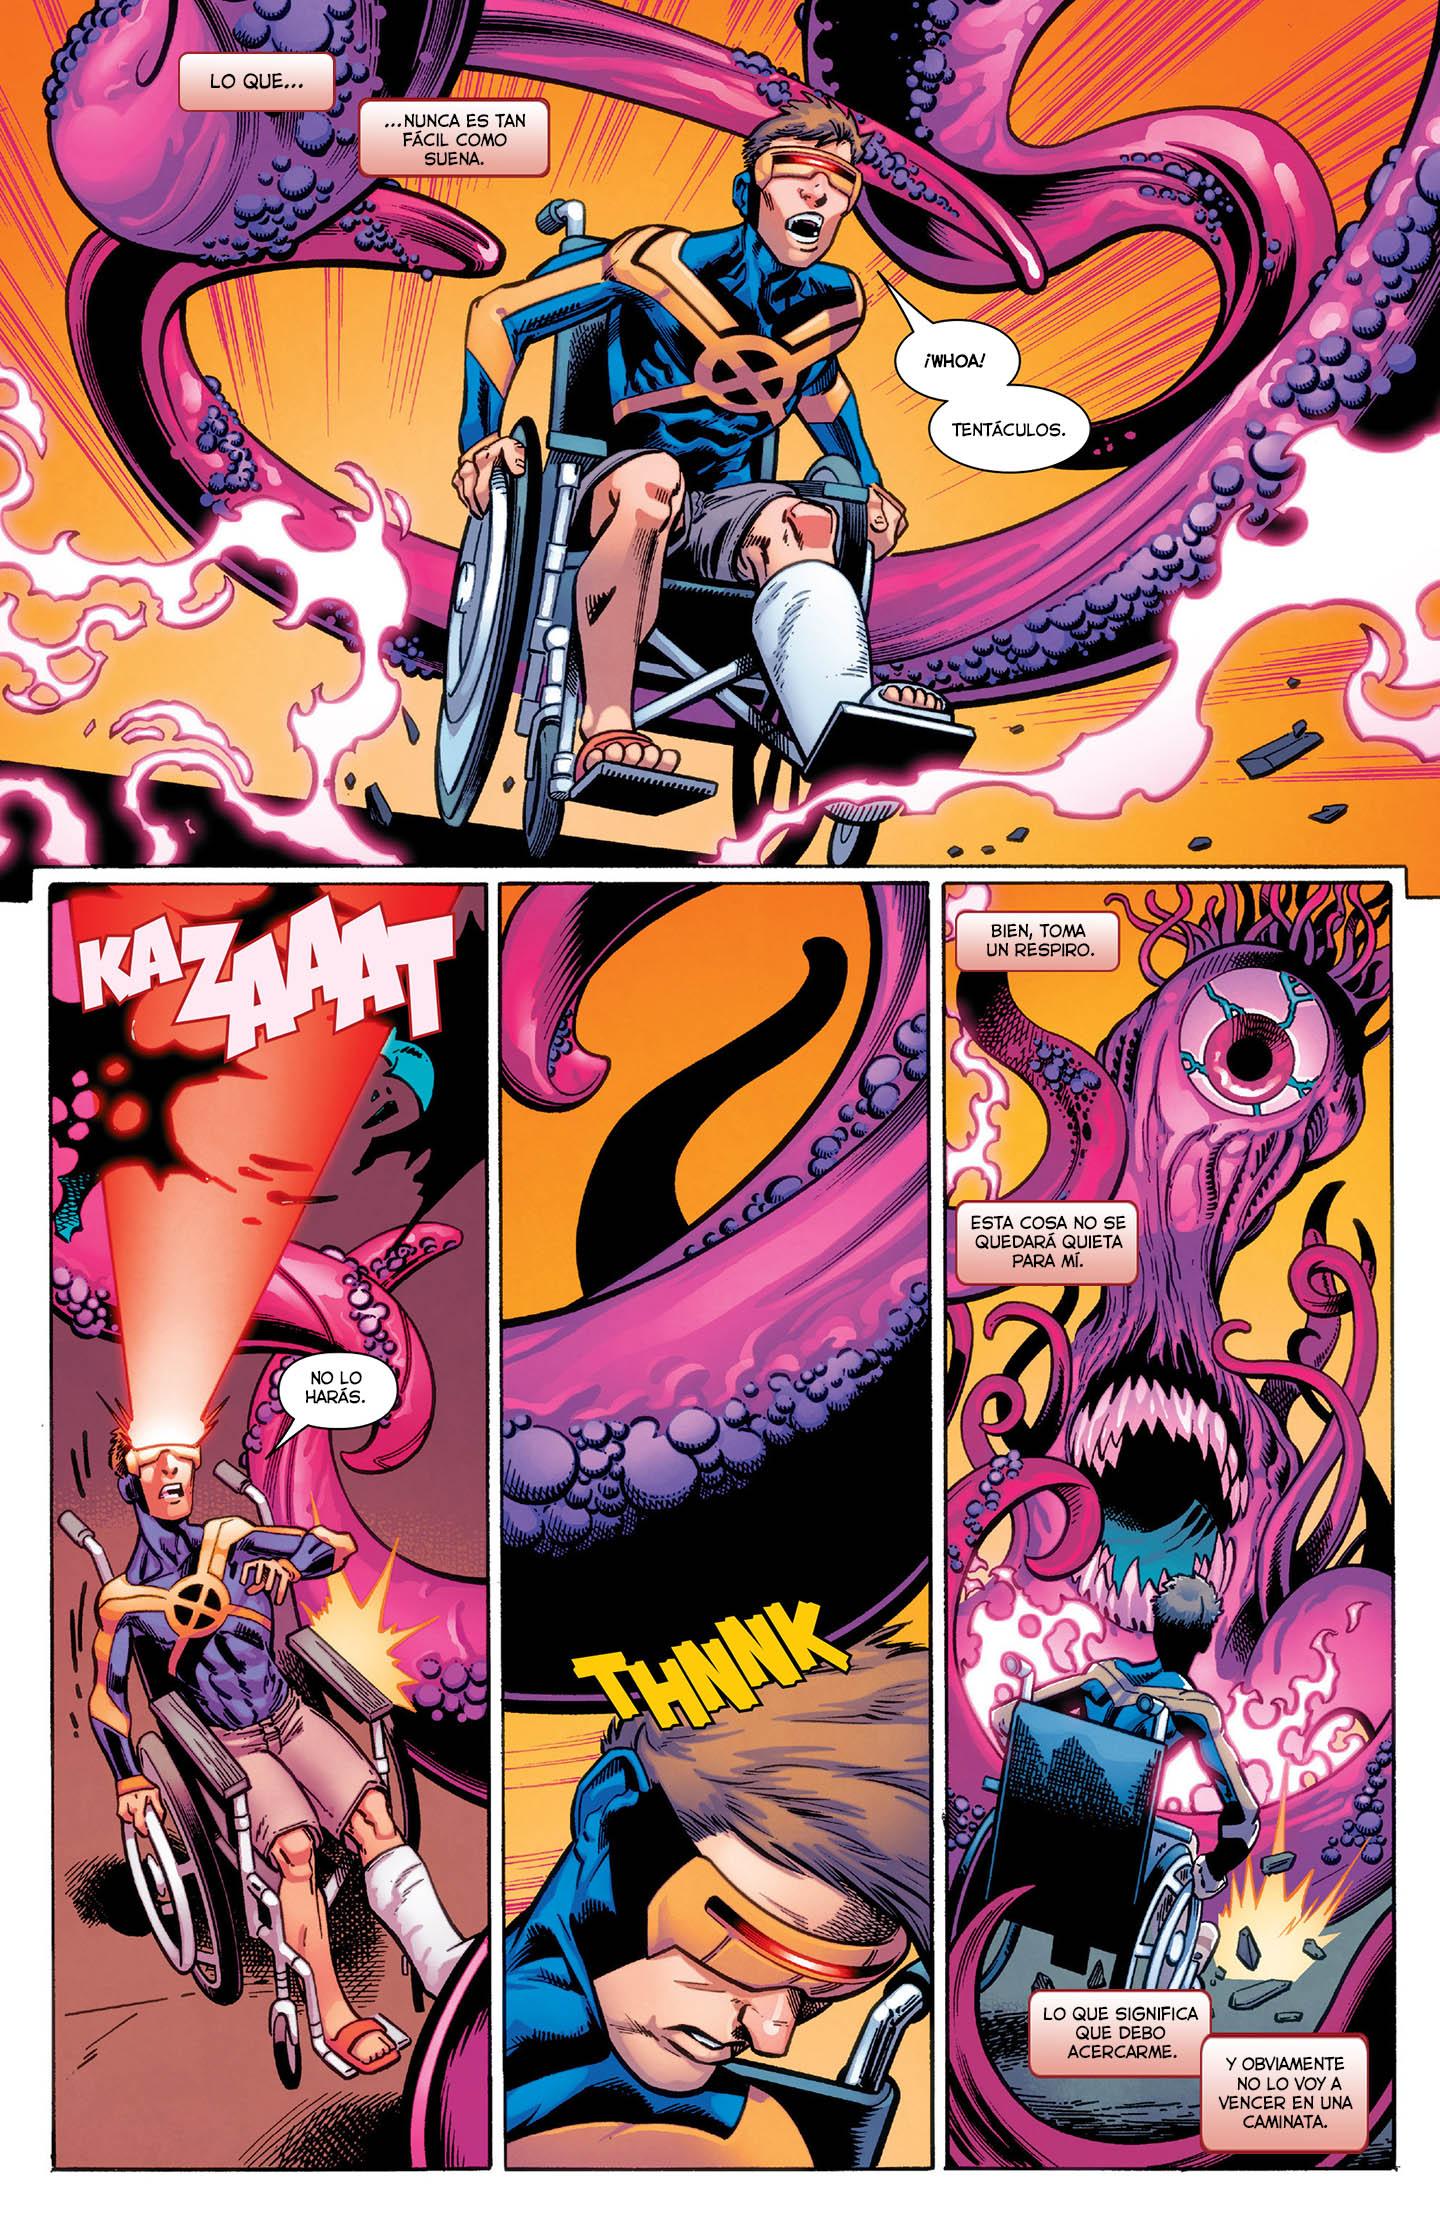 LO QUE...
...NUNCA ES TAN
FÁCIL COMO
SUENA.
¡WHOA!
TENTÁCULOS.
KAZAAAAT
NO LO
HARÁS.
THNNNK
BIEN, TOMA
UN RESPIRO.
ESTA COSA NO SE
QUEDARÁ QUIETA
PARA MÍ.
LO QUE SIGNIFICA
QUE DEBO
ACERCARME.
Y OBVIAMENTE
NO LO VOY A
VENCER EN UNA
CAMINATA.